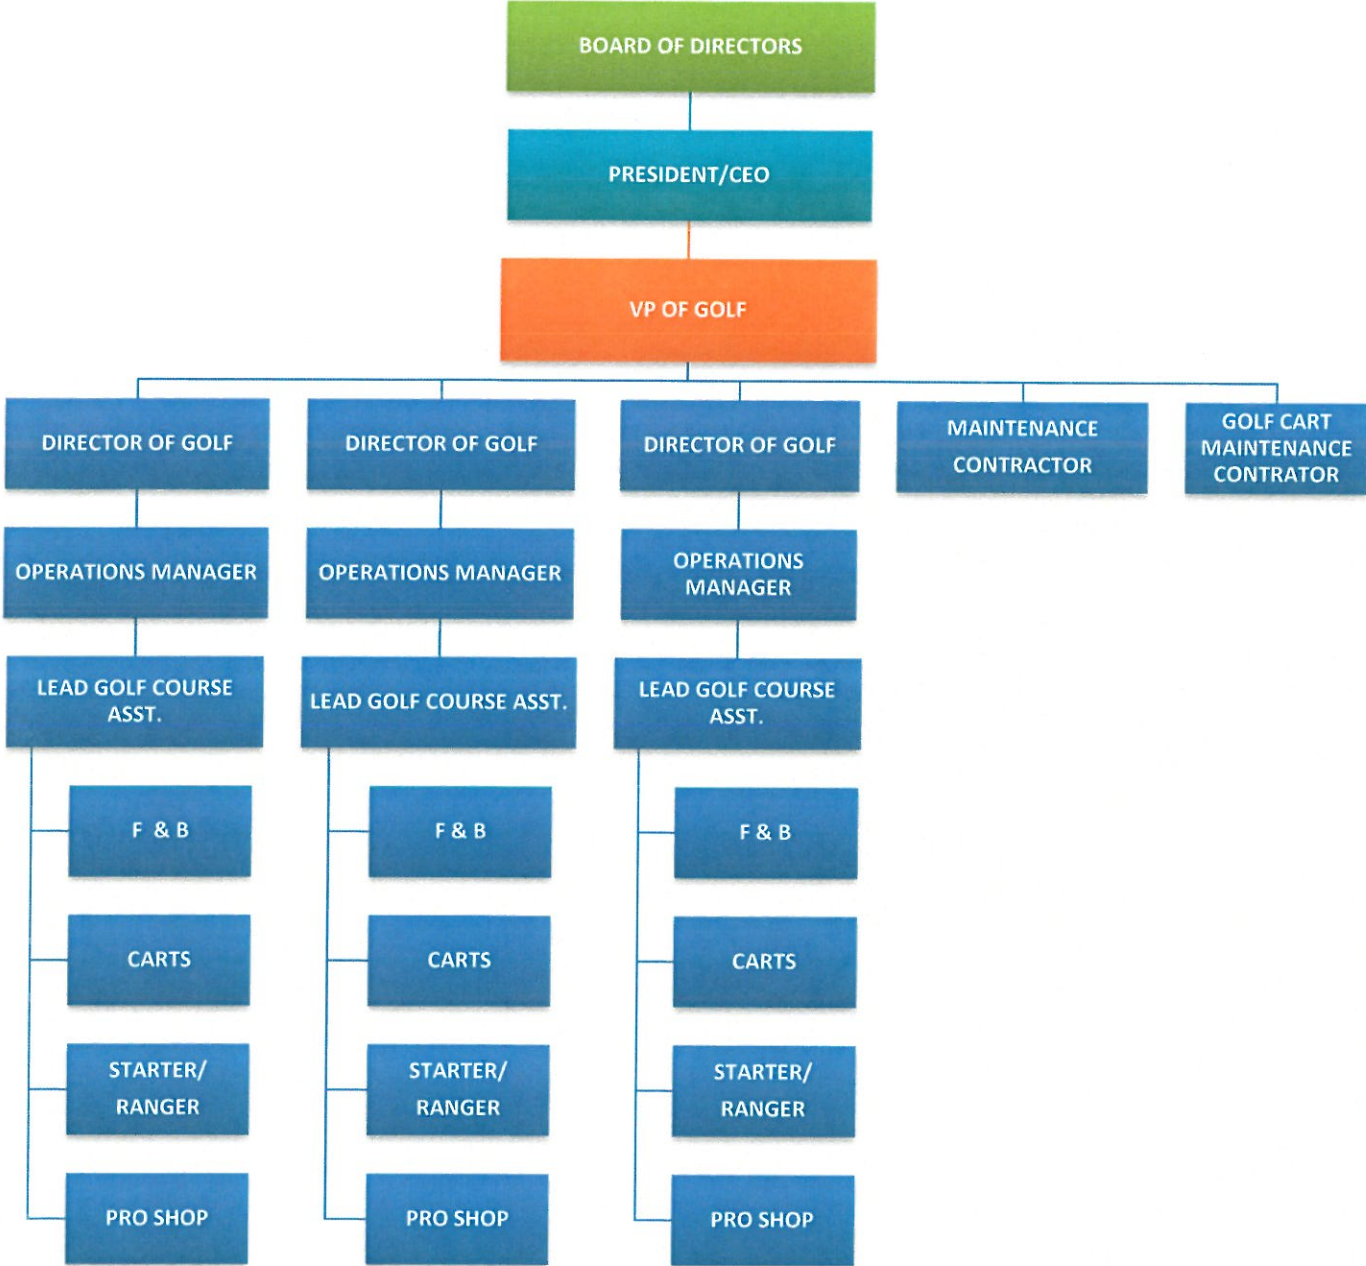 BOARD OF DIRECTORS
PRESIDENT/CEO
VP OF GOLF
DIRECTOR OF GOLF
DIRECTOR OF GOLF
DIRECTOR OF GOLF
MAINTENANCE
CONTRACTOR
GOLF CART
MAINTENANCE
CONTRATOR
OPERATIONS MANAGER
OPERATIONS MANAGER
OPERATIONS
MANAGER
LEAD GOLF COURSE
ASST.
LEAD GOLF COURSE ASST.
LEAD GOLF COURSE
ASST.
F & B
F & B
F & B
CARTS
CARTS
CARTS
STARTER/
RANGER
STARTER/
RANGER
STARTER/
RANGER
PRO SHOP
PRO SHOP
PRO SHOP